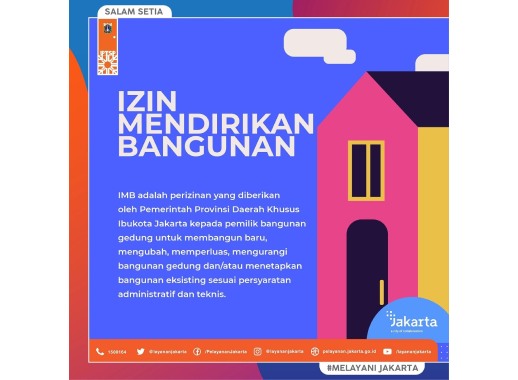 SALAM SETIA
IZIN
MENDIRIKAN
BANGUNAN
IMB adalah perizinan yang diberikan
oleh Pemerintah Provinsi Daerah Khusus
Ibukota Jakarta kepada pemilik bangunan
gedung untuk membangun baru,
mengubah, memperluas, mengurangi
bangunan gedung dan/atau menetapkan
bangunan eksisting sesuai persyaratan
administratif dan teknis.
Jakarta
1500164 @layananjakarta /PelayananJakarta @layananjakarta pelayanan.jakarta.go.id /layananjakarta
#MELAYANI JAKARTA